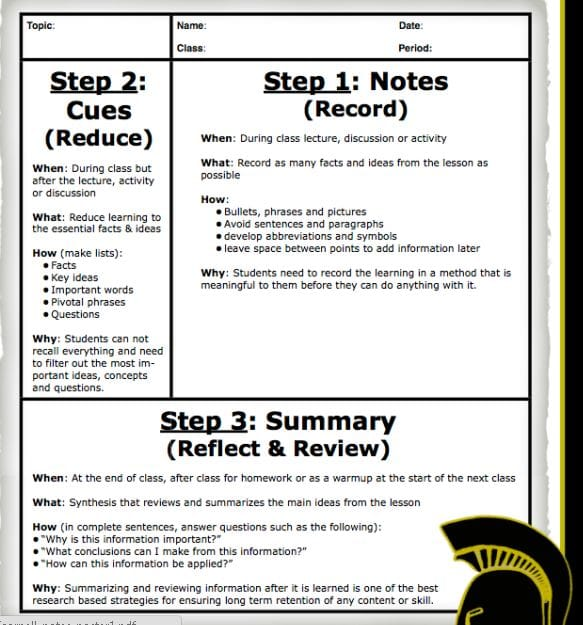 Topic:
Name: Date:
Class: Period:
Step 2:
Cues
(Reduce)
When: During class but
after the lecture, activity
or discussion
What: Reduce learning to
the essential facts & ideas
How (make lists):
• Facts
• Key ideas
• Important words
• Pivotal phrases
• Questions
Why: Students can not
recall everything and need
to filter out the most im-
portant ideas, concepts
and questions.
Step 1: Notes
(Record)
When: During class lecture, discussion or activity
What: Record as many facts and ideas from the lesson as
possible
How:
• Bullets, phrases and pictures
• Avoid sentences and paragraphs
• develop abbreviations and symbols
• leave space between points to add information later
Why: Students need to record the learning in a method that is
meaningful to them before they can do anything with it.
Step 3: Summary
(Reflect & Review)
When: At the end of class, after class for homework or as a warmup at the start of the next class
What: Synthesis that reviews and summarizes the main ideas from the lesson
How (in complete sentences, answer questions such as the following):
• "Why is this information important?"
• "What conclusions can I make from this information?"
• "How can this information be applied?"
Why: Summarizing and reviewing information after it is learned is one of the best
research based strategies for ensuring long term retention of any content or skill.